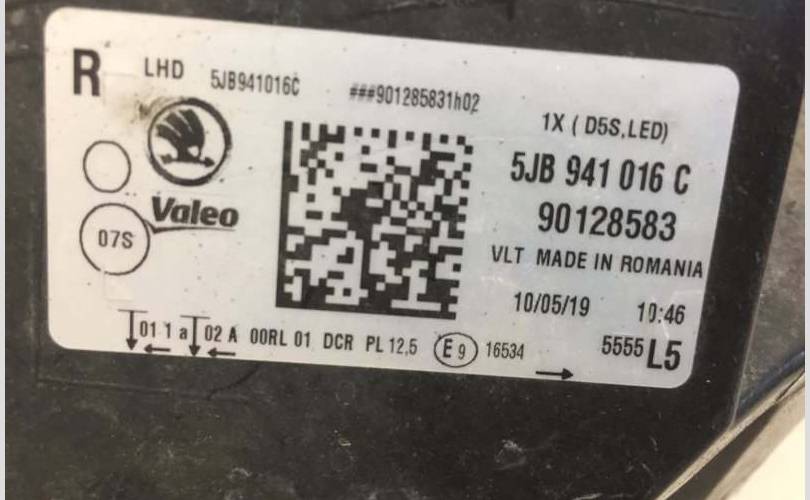 R LHD 5JB941016C ###901285831h02
1X ( D5S,LED)
5JB 941 016 C
Valeo
90128583
07S
VLT MADE IN ROMANIA
10/05/19 10:46
01 1 a 02 A 00RL 01 DCR PL 12,5 E 9 16534 5555 L5